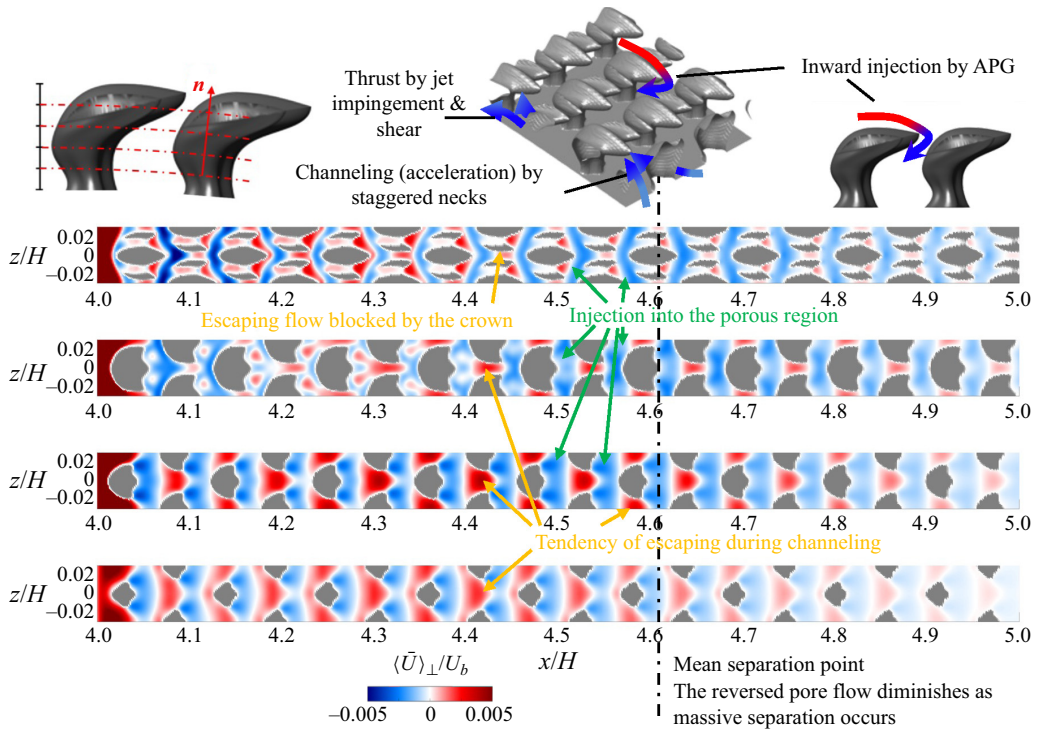 n
Thrust by jet
impingement &
shear
Channeling (acceleration) by
staggered necks
Inward injection by APG
z/H
0.02
0
–0.02
4.0 4.1 4.2 4.3 4.4 4.5 4.6 4.7 4.8 4.9 5.0
Escaping flow blocked by the crown
Injection into the porous region
z/H
0.02
0
–0.02
4.0 4.1 4.2 4.3 4.4 4.5 4.6 4.7 4.8 4.9 5.0
z/H
0.02
0
–0.02
4.0 4.1 4.2 4.3 4.4 4.5 4.6 4.7 4.8 4.9 5.0
Tendency of escaping during channeling
z/H
0.02
0
–0.02
4.0 4.1 4.2 4.3 4.4 4.5 4.6 4.7 4.8 4.9 5.0
⟨Ū⟩⊥/U_b
x/H
–0.005 0 0.005
Mean separation point
The reversed pore flow diminishes as
massive separation occurs